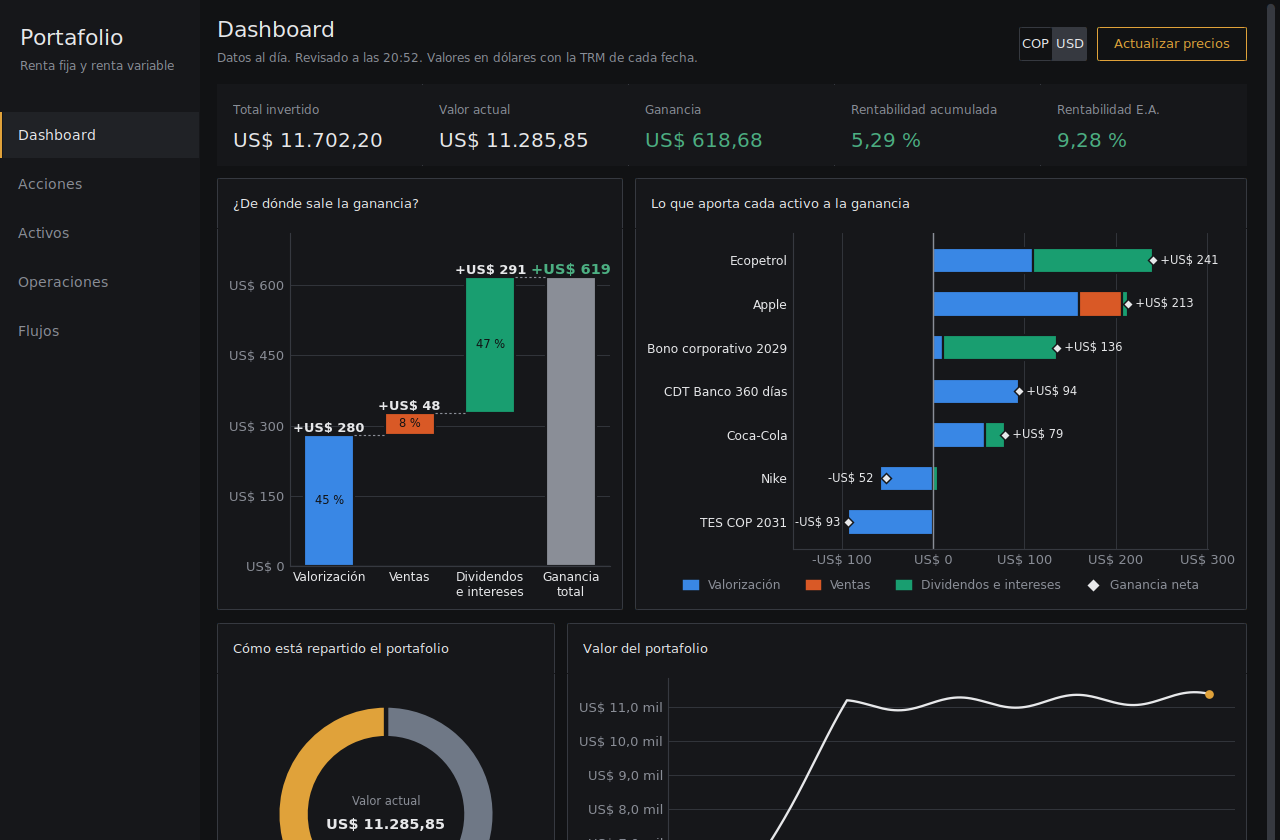 Portafolio
Renta fija y renta variable
Dashboard
Acciones
Activos
Operaciones
Flujos
Dashboard
Datos al día. Revisado a las 20:52. Valores en dólares con la TRM de cada fecha.
COP USD
Actualizar precios
Total invertido
US$ 11.702,20
Valor actual
US$ 11.285,85
Ganancia
US$ 618,68
Rentabilidad acumulada
5,29 %
Rentabilidad E.A.
9,28 %
¿De dónde sale la ganancia?
US$ 600
US$ 450
US$ 300
US$ 150
US$ 0
+US$ 280
45 %
+US$ 48
8 %
+US$ 291
47 %
+US$ 619
Valorización
Ventas
Dividendos
e intereses
Ganancia
total
Lo que aporta cada activo a la ganancia
Ecopetrol +US$ 241
Apple +US$ 213
Bono corporativo 2029 +US$ 136
CDT Banco 360 días +US$ 94
Coca-Cola +US$ 79
Nike -US$ 52
TES COP 2031 -US$ 93
-US$ 100 US$ 0 US$ 100 US$ 200 US$ 300
Valorización Ventas Dividendos e intereses Ganancia neta
Cómo está repartido el portafolio
Valor actual
US$ 11.285,85
Valor del portafolio
US$ 11,0 mil
US$ 10,0 mil
US$ 9,0 mil
US$ 8,0 mil